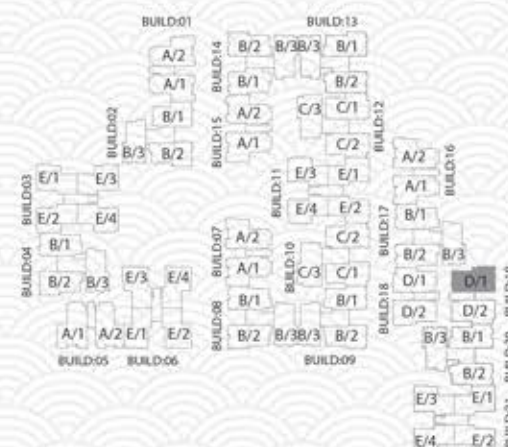 BUILD:01
BUILD:13
A/2
A/1
BUILD:02
B/1
B/3
B/2
BUILD:14
B/2
B/3
B/3
B/1
B/1
B/2
BUILD:15
A/2
A/1
C/3
C/1
C/2
BUILD:12
BUILD:03
E/1
E/3
E/2
E/4
BUILD:11
E/3
E/1
E/4
E/2
A/2
BUILD:16
A/1
BUILD:17
B/1
B/2
B/3
BUILD:04
B/1
B/2
B/3
E/3
E/4
A/1
A/2
E/1
E/2
BUILD:05
BUILD:06
BUILD:07
A/2
A/1
BUILD:08
B/1
B/2
B/3
B/3
B/1
B/2
BUILD:10
C/2
C/3
C/1
BUILD:09
BUILD:18
D/1
D/1
D/2
D/2
B/3
B/1
B/2
E/3
E/1
E/4
E/2